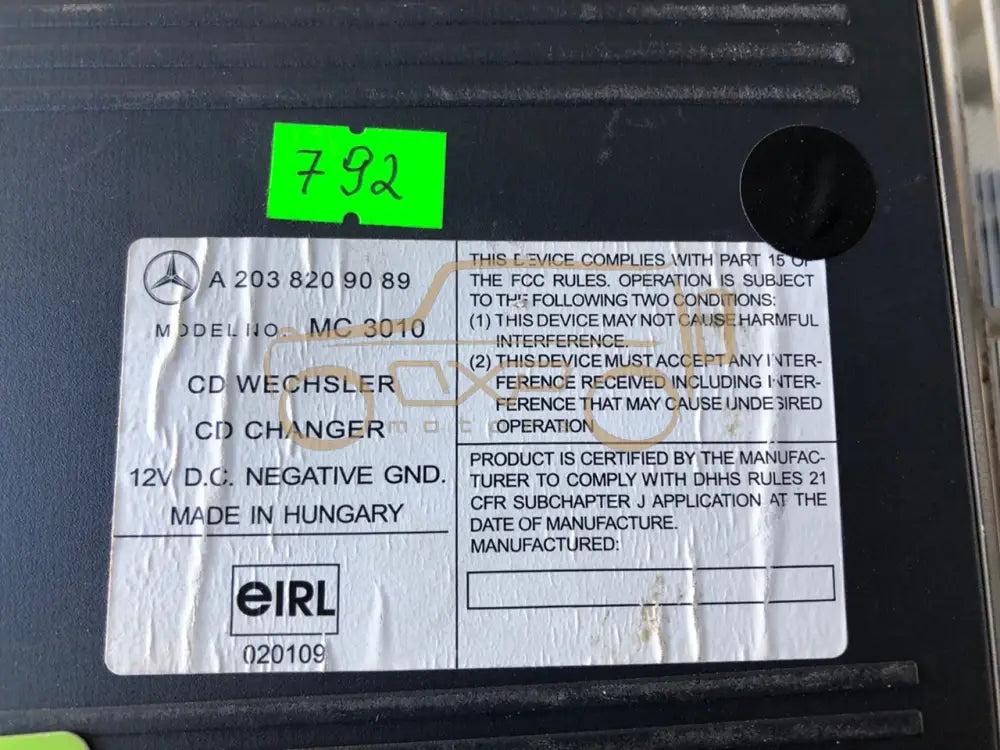 792
A 203 820 90 89
MODEL NO. MC 3010
CD WECHSLER
CD CHANGER
12V D.C. NEGATIVE GND.
MADE IN HUNGARY
eIRL
020109
THIS DEVICE COMPLIES WITH PART 15 OF
THE FCC RULES. OPERATION IS SUBJECT
TO THE FOLLOWING TWO CONDITIONS:
(1) THIS DEVICE MAY NOT CAUSE HARMFUL
INTERFERENCE.
(2) THIS DEVICE MUST ACCEPT ANY INTER-
FERENCE RECEIVED INCLUDING INTER-
FERENCE THAT MAY CAUSE UNDESIRED
OPERATION
PRODUCT IS CERTIFIED BY THE MANUFAC-
TURER TO COMPLY WITH DHHS RULES 21
CFR SUBCHAPTER J APPLICATION AT THE
DATE OF MANUFACTURE.
MANUFACTURED: